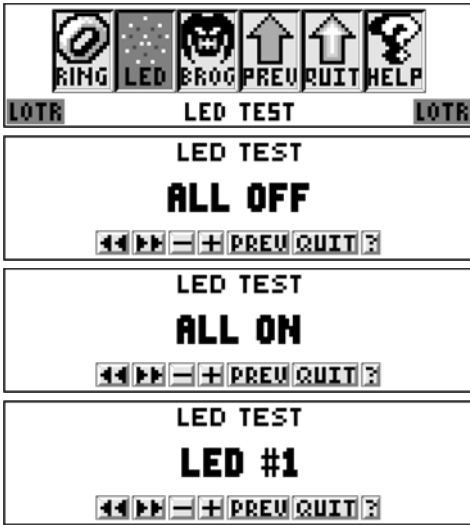 RING LED BROG PREV QUIT HELP
LOTR LED TEST LOTR
LED TEST
ALL OFF
- + PREV QUIT ?
LED TEST
ALL ON
- + PREV QUIT ?
LED TEST
LED #1
- + PREV QUIT ?